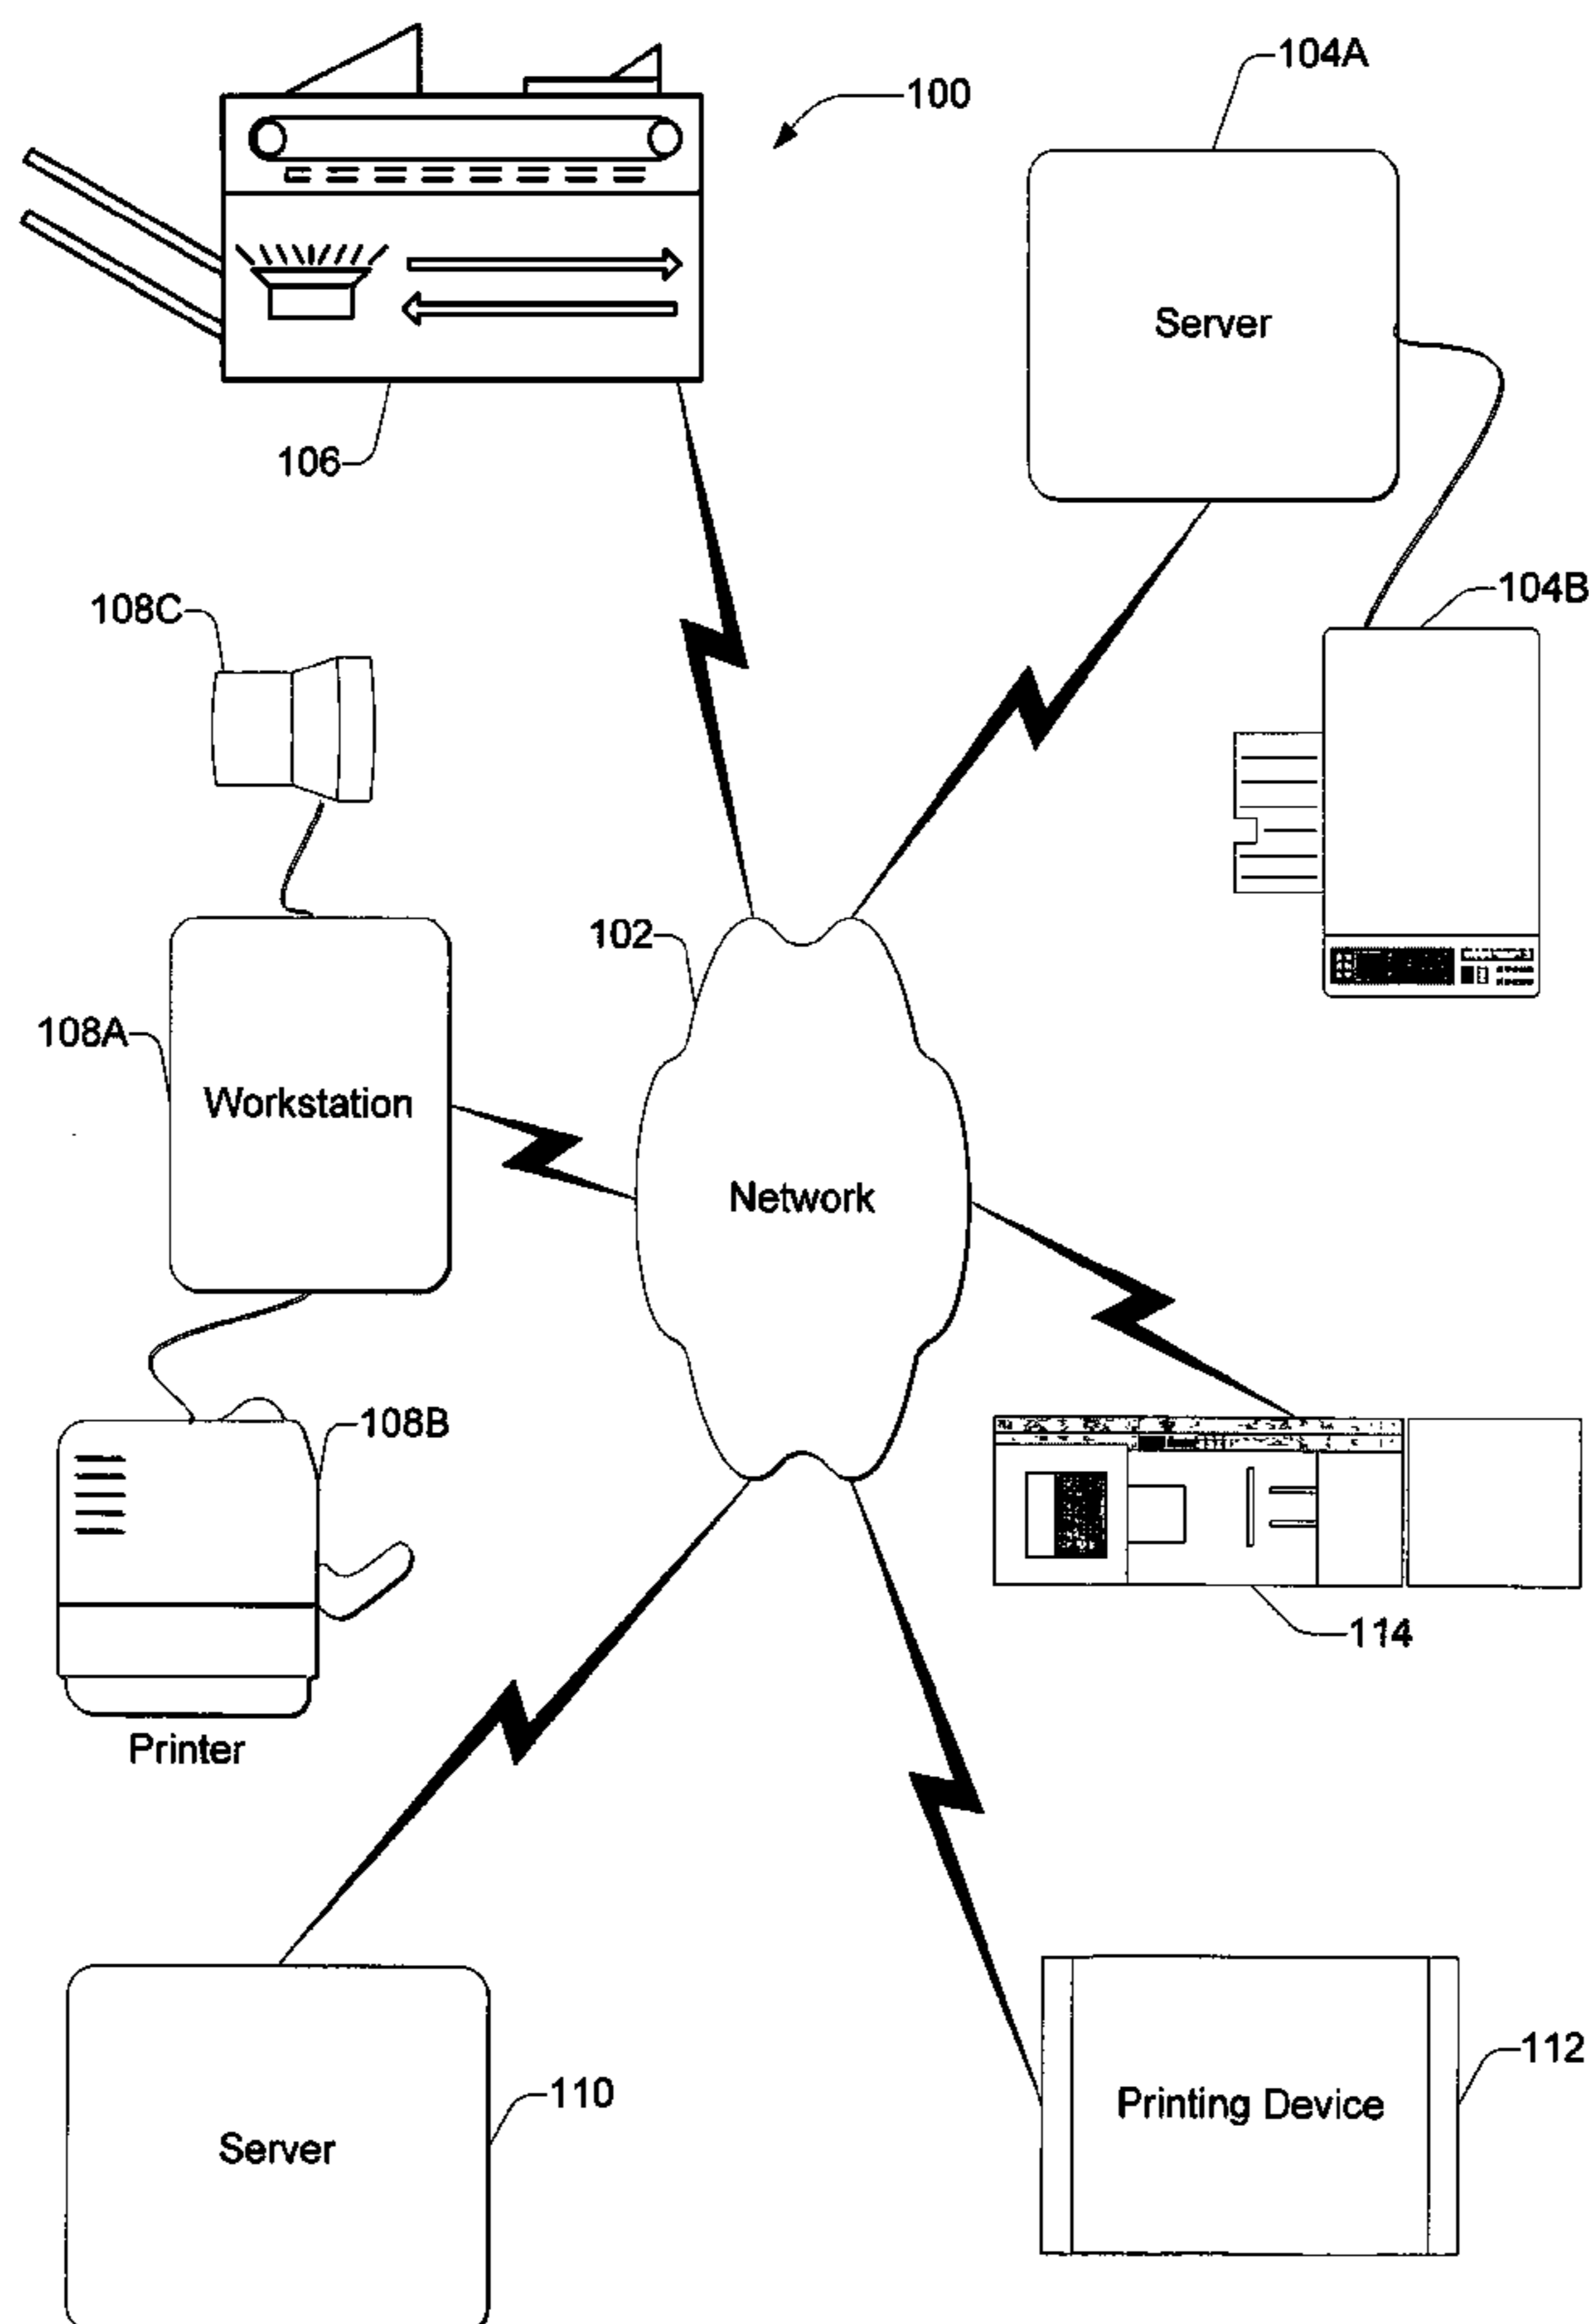 104A
100
Server
106
104B
108C
102
108A
Workstation
Network
108B
114
Printer
112
Printing Device
110
Server